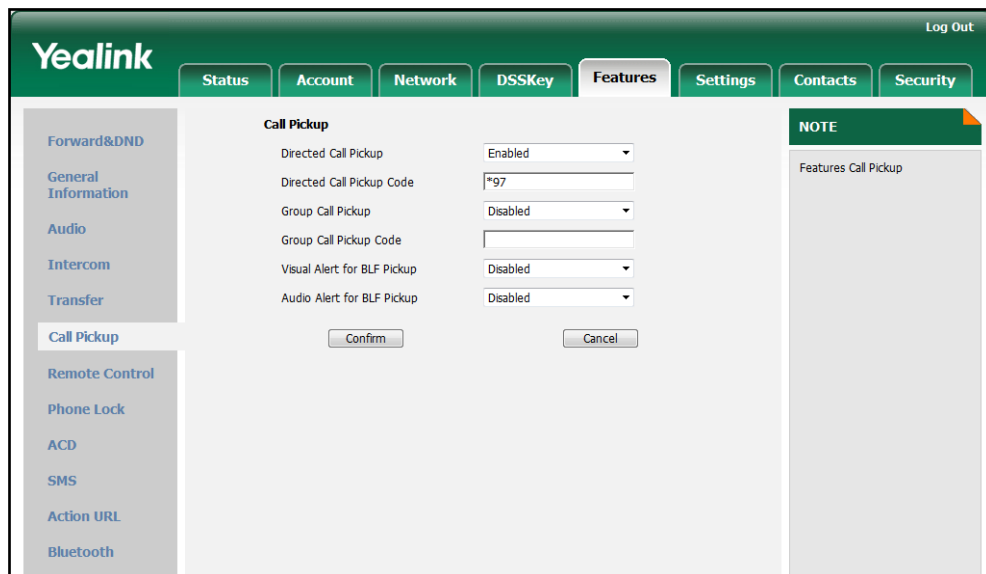 Log Out
Yealink
Status Account Network DSSKey Features Settings Contacts Security
Forward&DND
General
Information
Audio
Intercom
Transfer
Call Pickup
Remote Control
Phone Lock
ACD
SMS
Action URL
Bluetooth
Call Pickup
Directed Call Pickup Enabled
Directed Call Pickup Code *97
Group Call Pickup Disabled
Group Call Pickup Code
Visual Alert for BLF Pickup Disabled
Audio Alert for BLF Pickup Disabled
Confirm Cancel
NOTE
Features Call Pickup